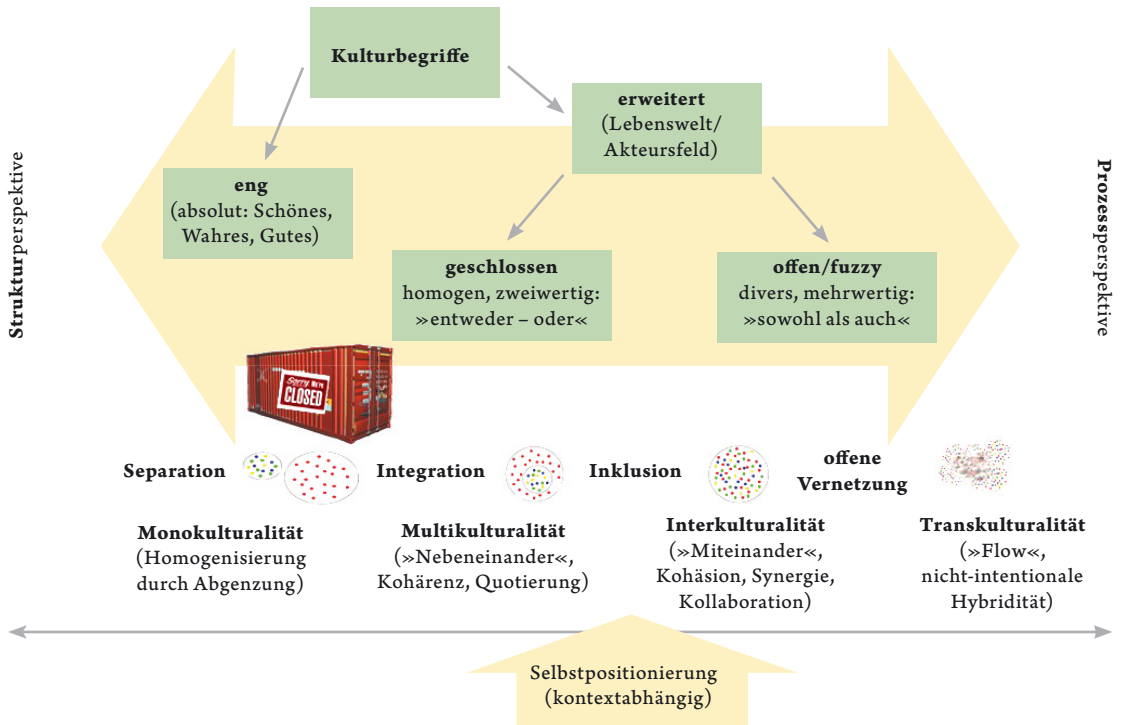 Kulturbegriffe
erweitert
(Lebenswelt/
Akteursfeld)
eng
(absolut: Schönes,
Wahres, Gutes)
geschlossen
homogen, zweiwertig:
»entweder – oder«
offen/fuzzy
divers, mehrwertig:
»sowohl als auch«
Strukturperspektive
Prozessperspektive
Sorry WE'RE
CLOSED
Separation
Integration
Inklusion
offene
Vernetzung
Monokulturalität
(Homogenisierung
durch Abgenzung)
Multikulturalität
(»Nebeneinander«,
Kohärenz, Quotierung)
Interkulturalität
(»Miteinander«,
Kohäsion, Synergie,
Kollaboration)
Transkulturalität
(»Flow«,
nicht-intentionale
Hybridität)
Selbstpositionierung
(kontextabhängig)